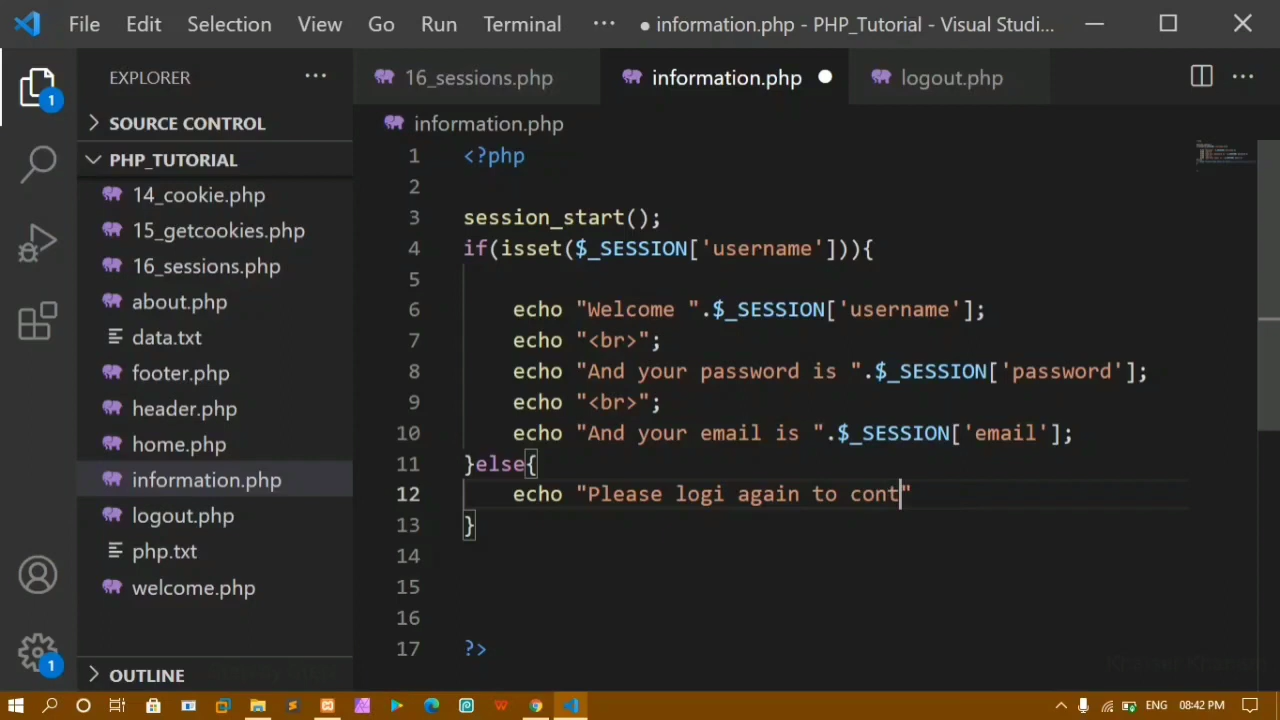 File Edit Selection View Go Run Terminal ··· ● information.php - PHP_Tutorial - Visual Studi...
EXPLORER ···
16_sessions.php information.php logout.php
SOURCE CONTROL
PHP_TUTORIAL
14_cookie.php
15_getcookies.php
16_sessions.php
about.php
data.txt
footer.php
header.php
home.php
information.php
logout.php
php.txt
welcome.php
OUTLINE
1
1
information.php
1 <?php
2
3 session_start();
4 if(isset($_SESSION['username'])){
5
6 echo "Welcome ".$_SESSION['username'];
7 echo "<br>";
8 echo "And your password is ".$_SESSION['password'];
9 echo "<br>";
10 echo "And your email is ".$_SESSION['email'];
11 }else{
12 echo "Please logi again to cont"
13 }
14
15
16
17 ?>
ENG 08:42 PM